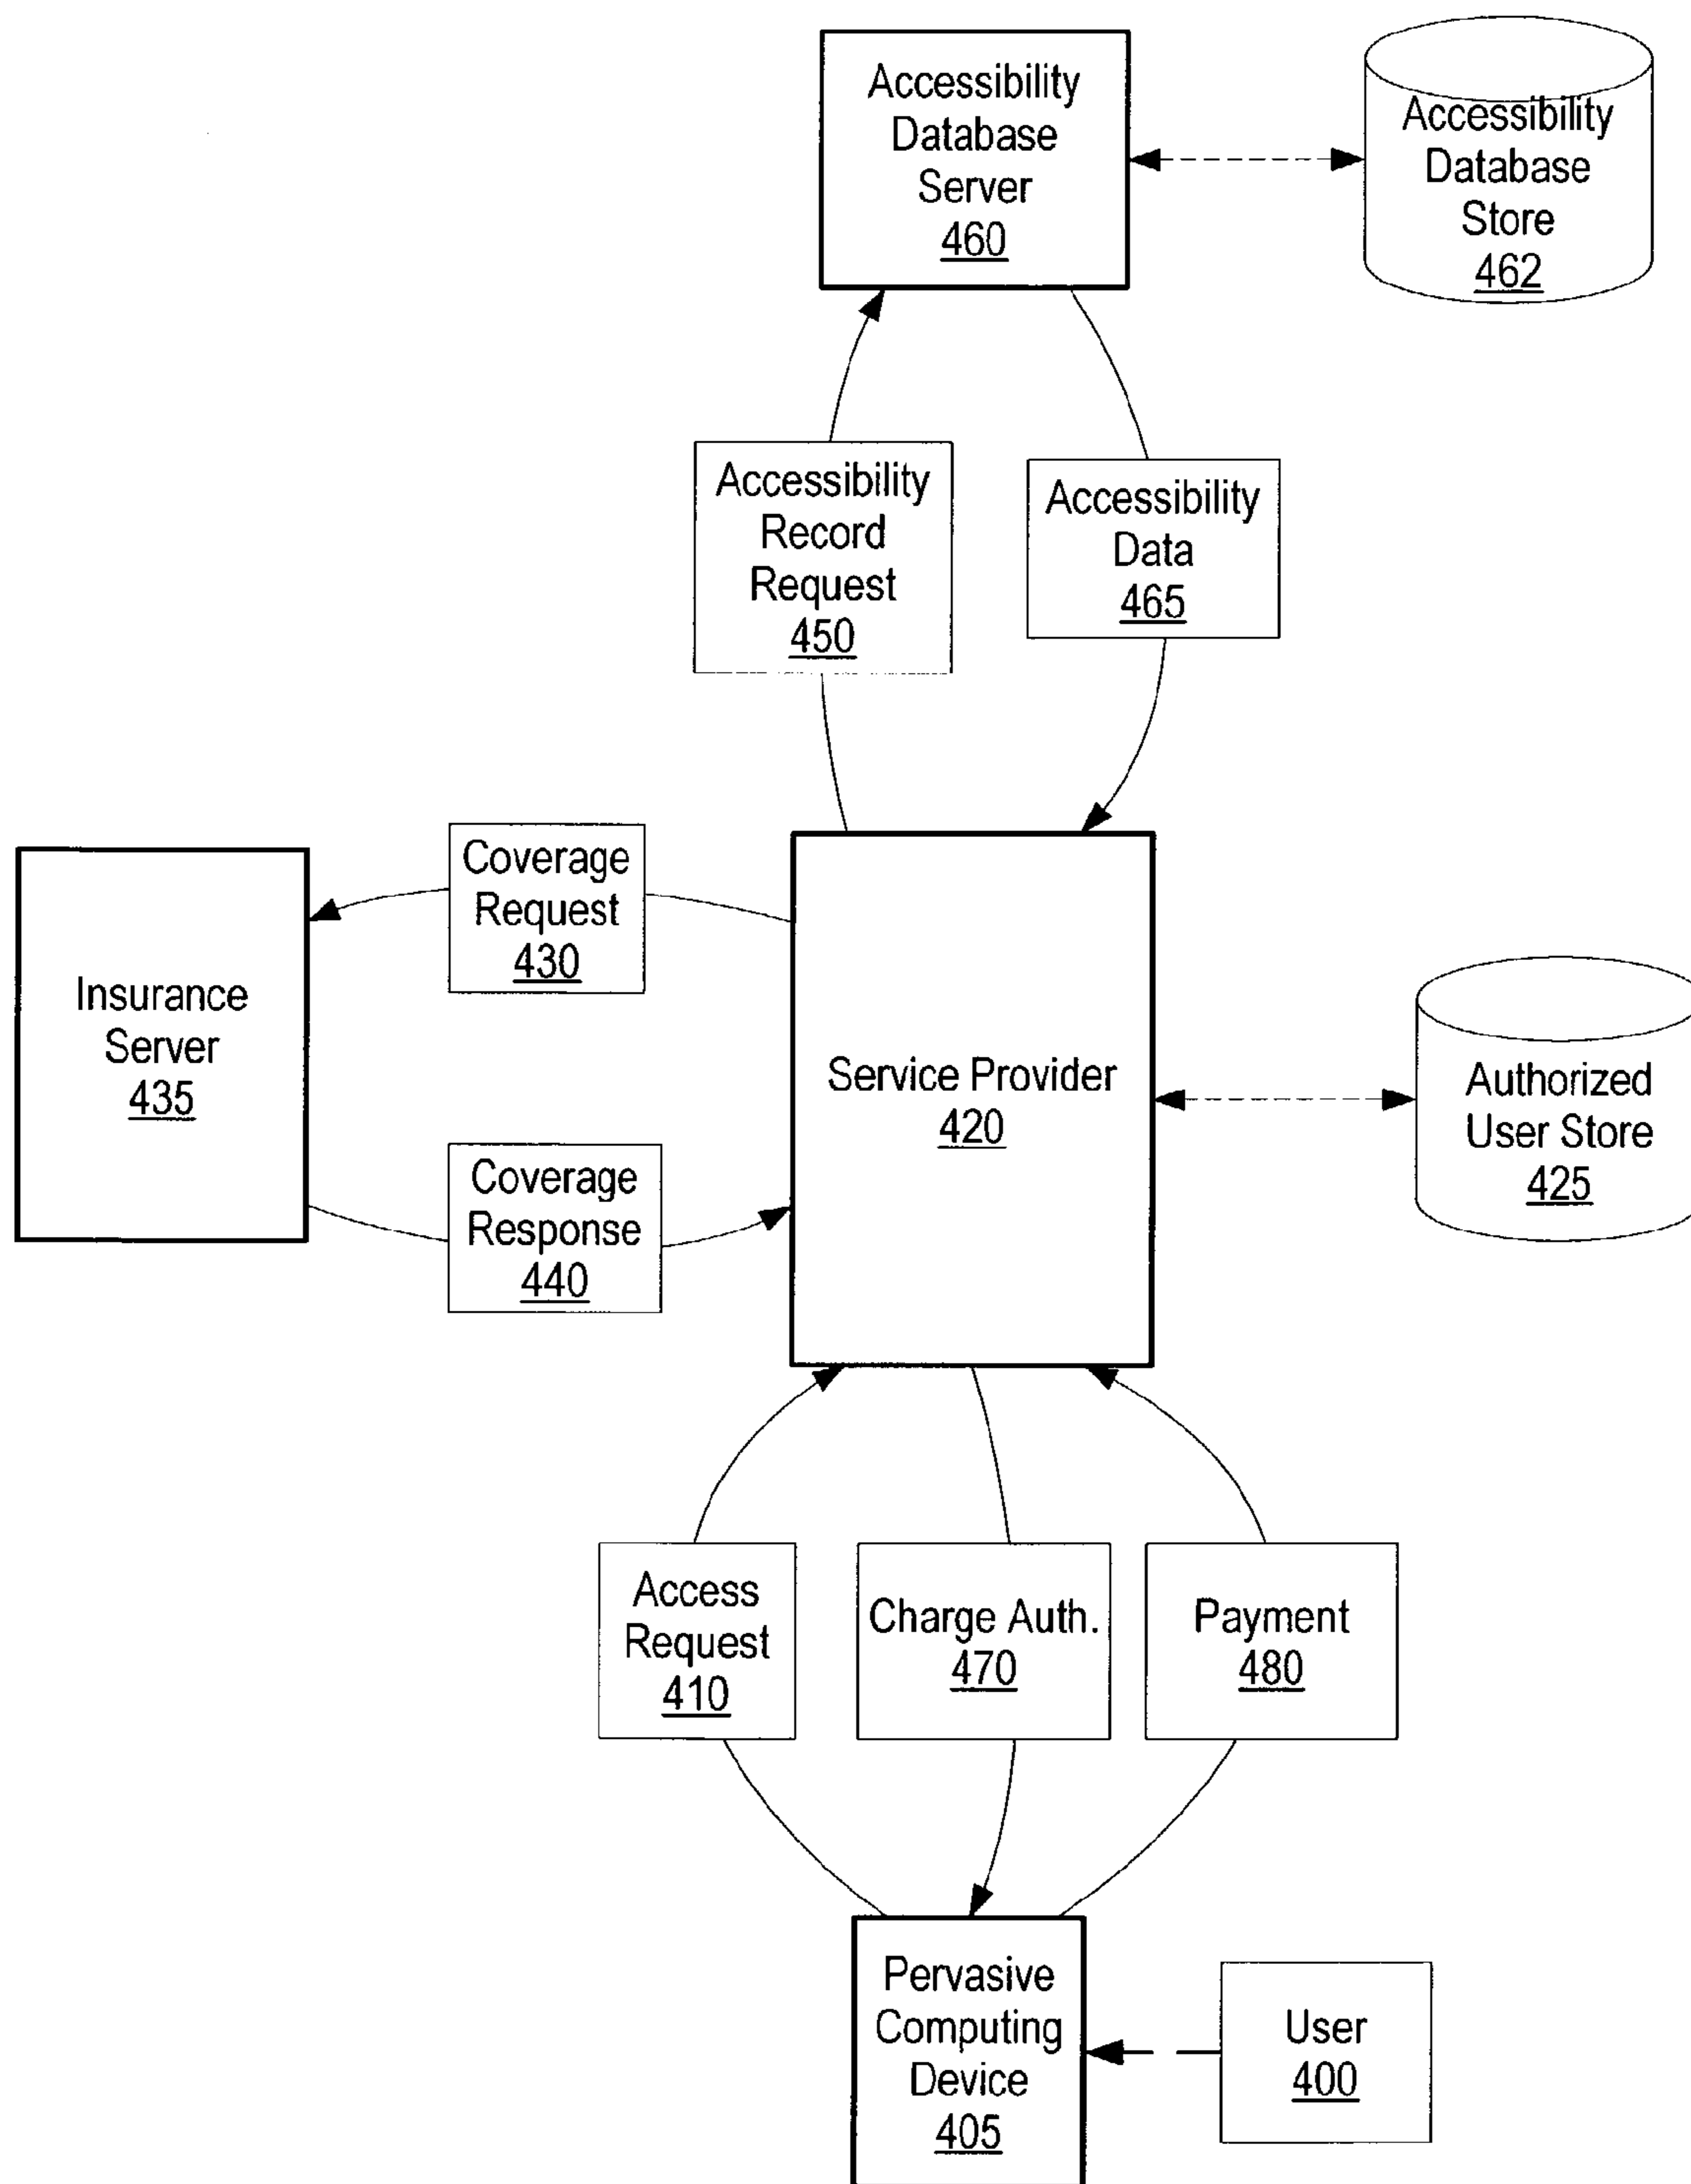 Accessibility
Database
Server
460
Accessibility
Database
Store
462
Accessibility
Record
Request
450
Accessibility
Data
465
Coverage
Request
430
Insurance
Server
435
Service Provider
420
Authorized
User Store
425
Coverage
Response
440
Access
Request
410
Charge Auth.
470
Payment
480
Pervasive
Computing
Device
405
User
400